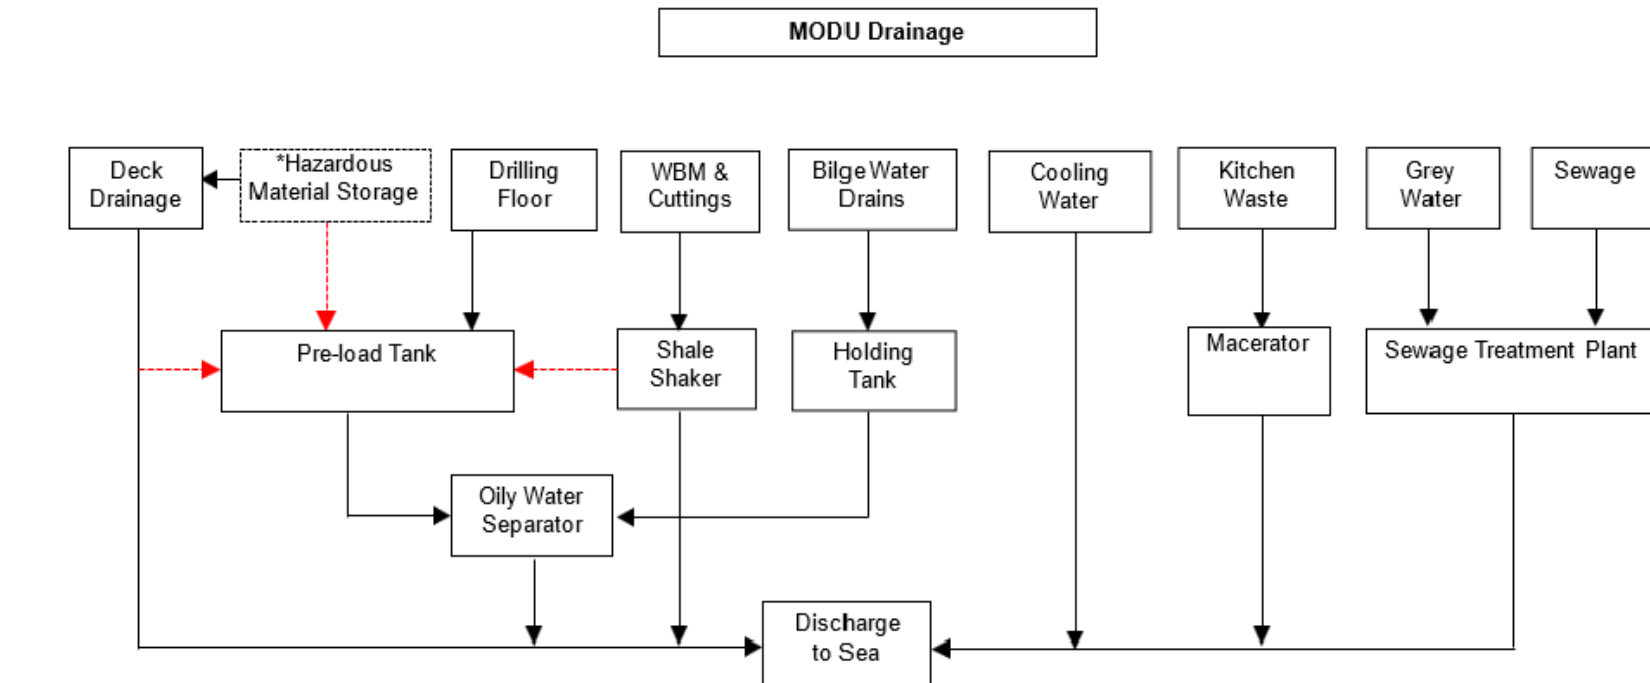 MODU Drainage
Deck
Drainage
*Hazardous
Material Storage
Drilling
Floor
WBM &
Cuttings
Bilge Water
Drains
Cooling
Water
Kitchen
Waste
Grey
Water
Sewage
Pre-load Tank
Shale
Shaker
Holding
Tank
Macerator
Sewage Treatment Plant
Oily Water
Separator
Discharge
to Sea